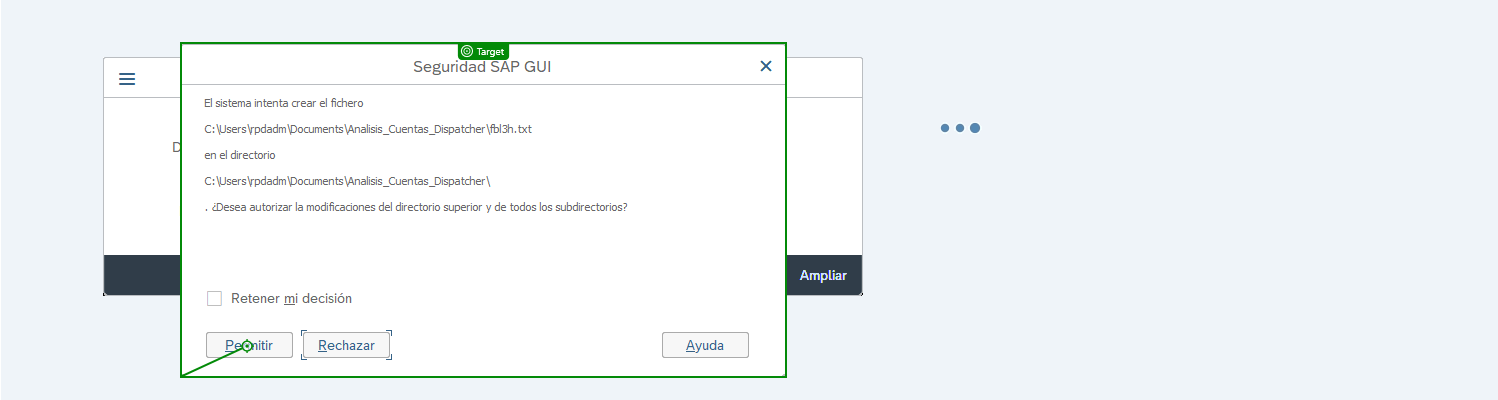 Target
Seguridad SAP GUI
El sistema intenta crear el fichero
C:\Users\rpdadm\Documents\Analisis_Cuentas_Dispatcher\fbl3h.txt
D
en el directorio
C:\Users\rpdadm\Documents\Analisis_Cuentas_Dispatcher\
. ¿Desea autorizar la modificaciones del directorio superior y de todos los subdirectorios?
Ampliar
Retener mi decisión
Permitir
Rechazar
Ayuda